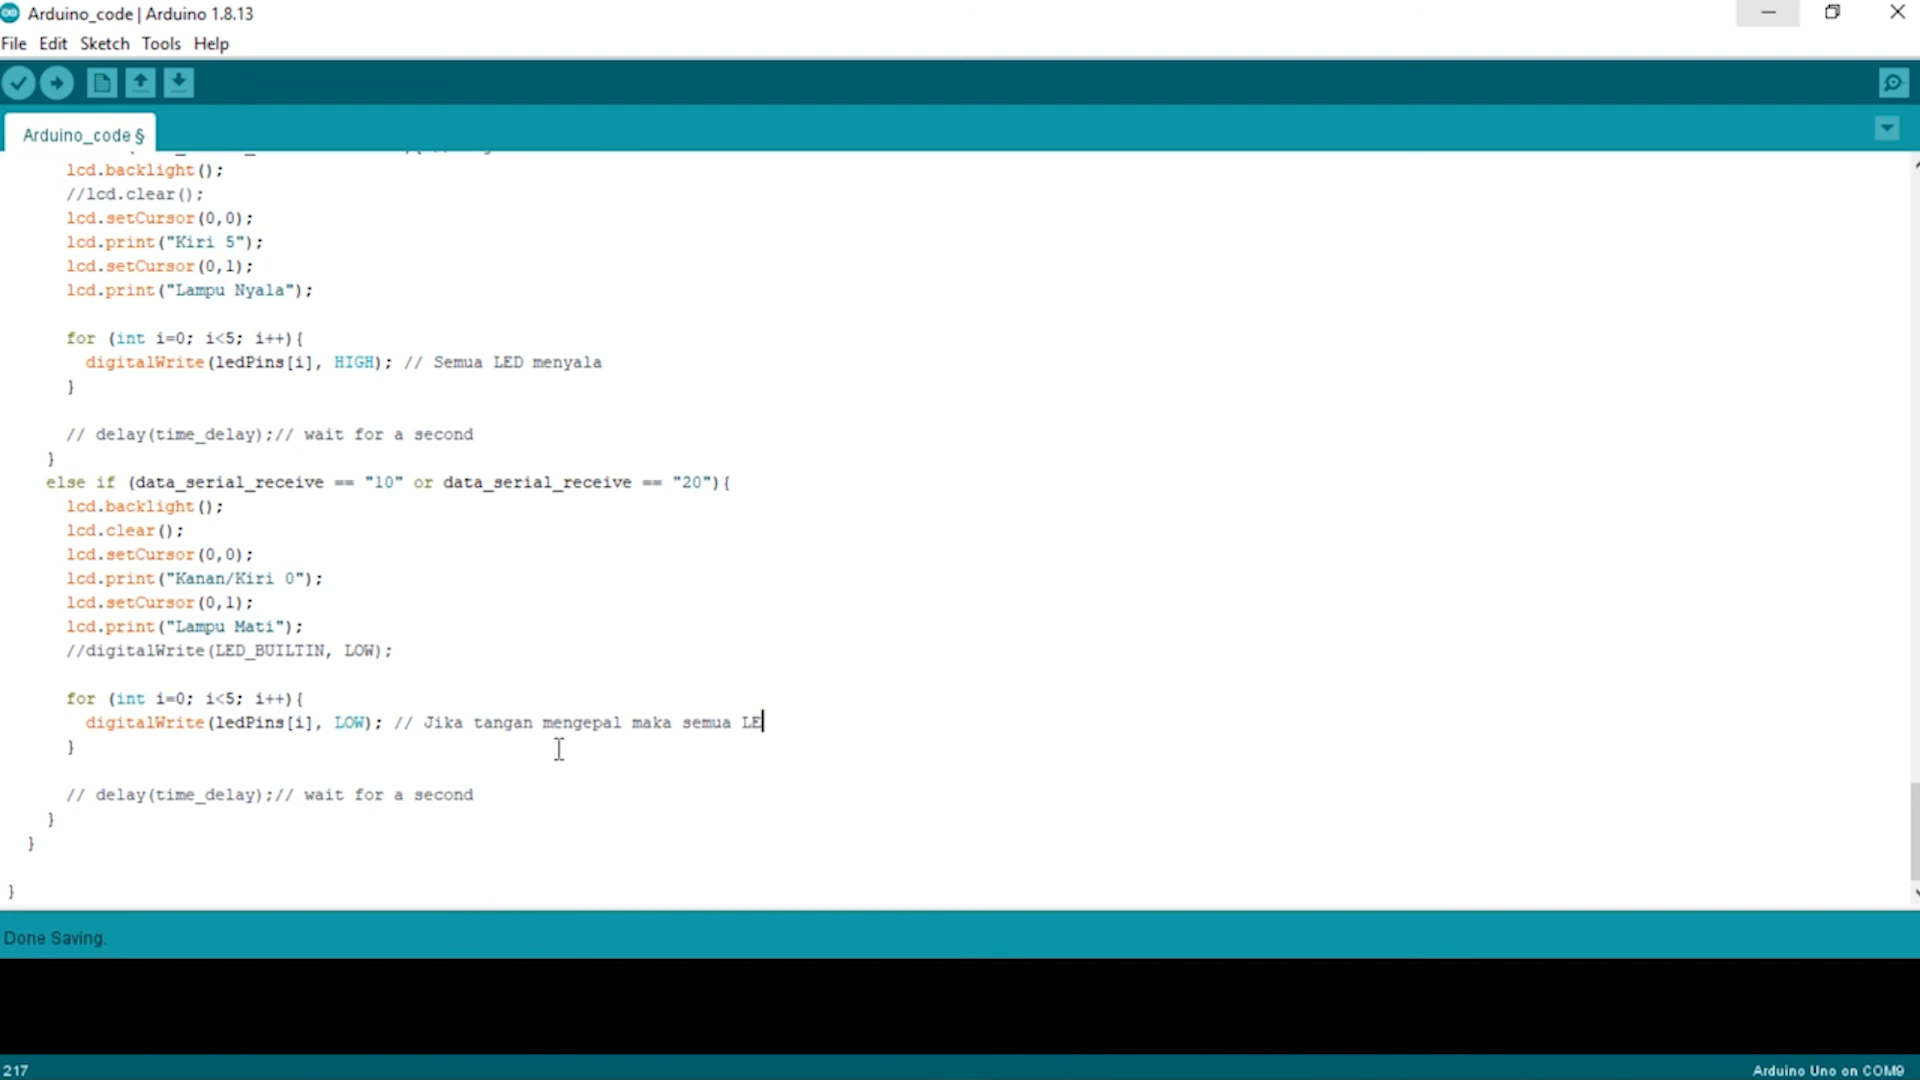 Arduino_code | Arduino 1.8.13
File Edit Sketch Tools Help
Arduino_code §
lcd.backlight();
//lcd.clear();
lcd.setCursor(0,0);
lcd.print("Kiri 5");
lcd.setCursor(0,1);
lcd.print("Lampu Nyala");
for (int i=0; i<5; i++){
digitalWrite(ledPins[i], HIGH); // Semua LED menyala
}
// delay(time_delay);// wait for a second
}
else if (data_serial_receive == "10" or data_serial_receive == "20"){
lcd.backlight();
lcd.clear();
lcd.setCursor(0,0);
lcd.print("Kanan/Kiri 0");
lcd.setCursor(0,1);
lcd.print("Lampu Mati");
//digitalWrite(LED_BUILTIN, LOW);
for (int i=0; i<5; i++){
digitalWrite(ledPins[i], LOW); // Jika tangan mengepal maka semua LE
}
// delay(time_delay);// wait for a second
}
}
}
Done Saving.
217
Arduino Uno on COM9